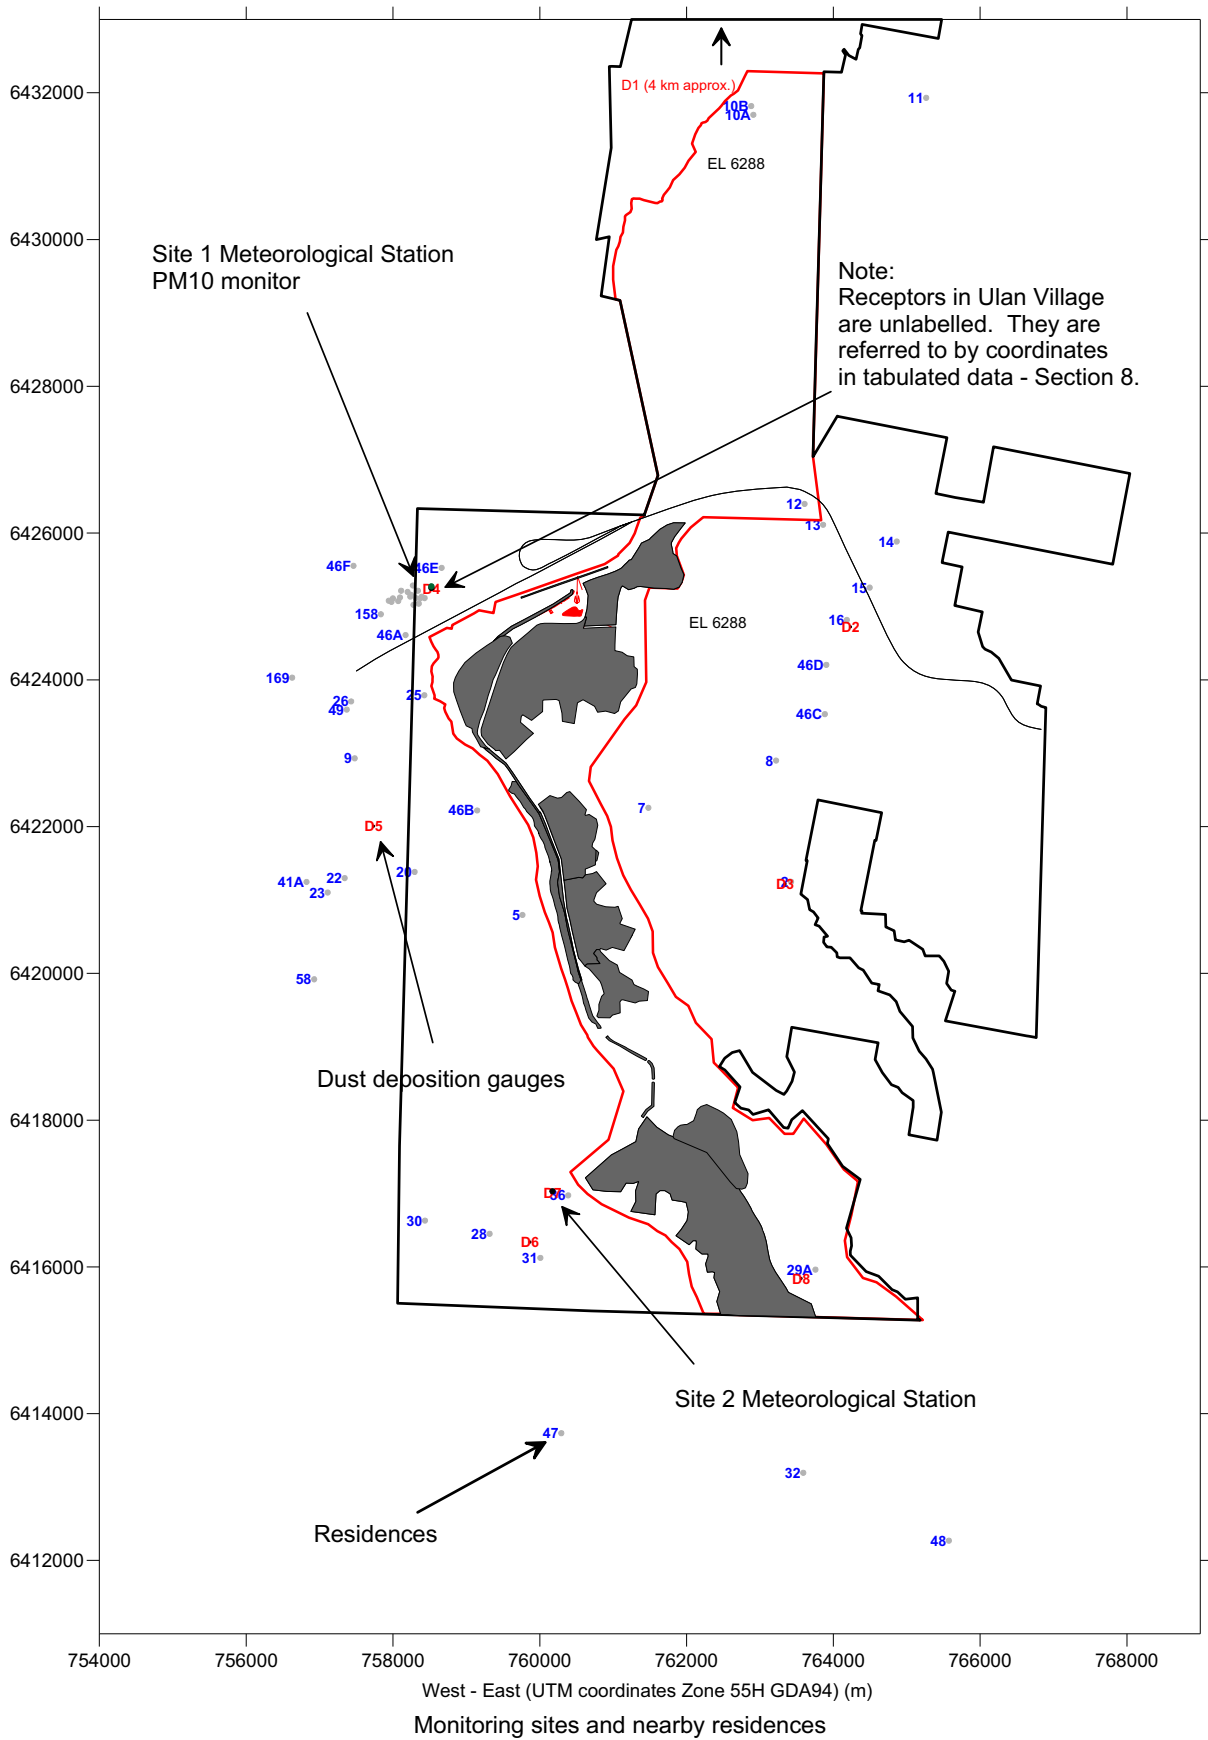 D1 (4 km approx.)
6432000
10B
10A
11
EL 6288
6430000
Site 1 Meteorological Station
PM10 monitor
Note:
Receptors in Ulan Village
are unlabelled. They are
referred to by coordinates
in tabulated data - Section 8.
6428000
12
13
14
6426000
46F
46E
D4
15
158
46A
16
D2
EL 6288
46D
6424000
169
26
49
25
46C
9
8
46B
7
6422000
D5
20
22
41A
23
2
D3
5
58
6420000
Dust deposition gauges
6418000
D7
36
30
28
D6
31
29A
D8
6416000
Site 2 Meteorological Station
6414000
47
32
Residences
48
6412000
754000 756000 758000 760000 762000 764000 766000 768000
West - East (UTM coordinates Zone 55H GDA94) (m)
Monitoring sites and nearby residences